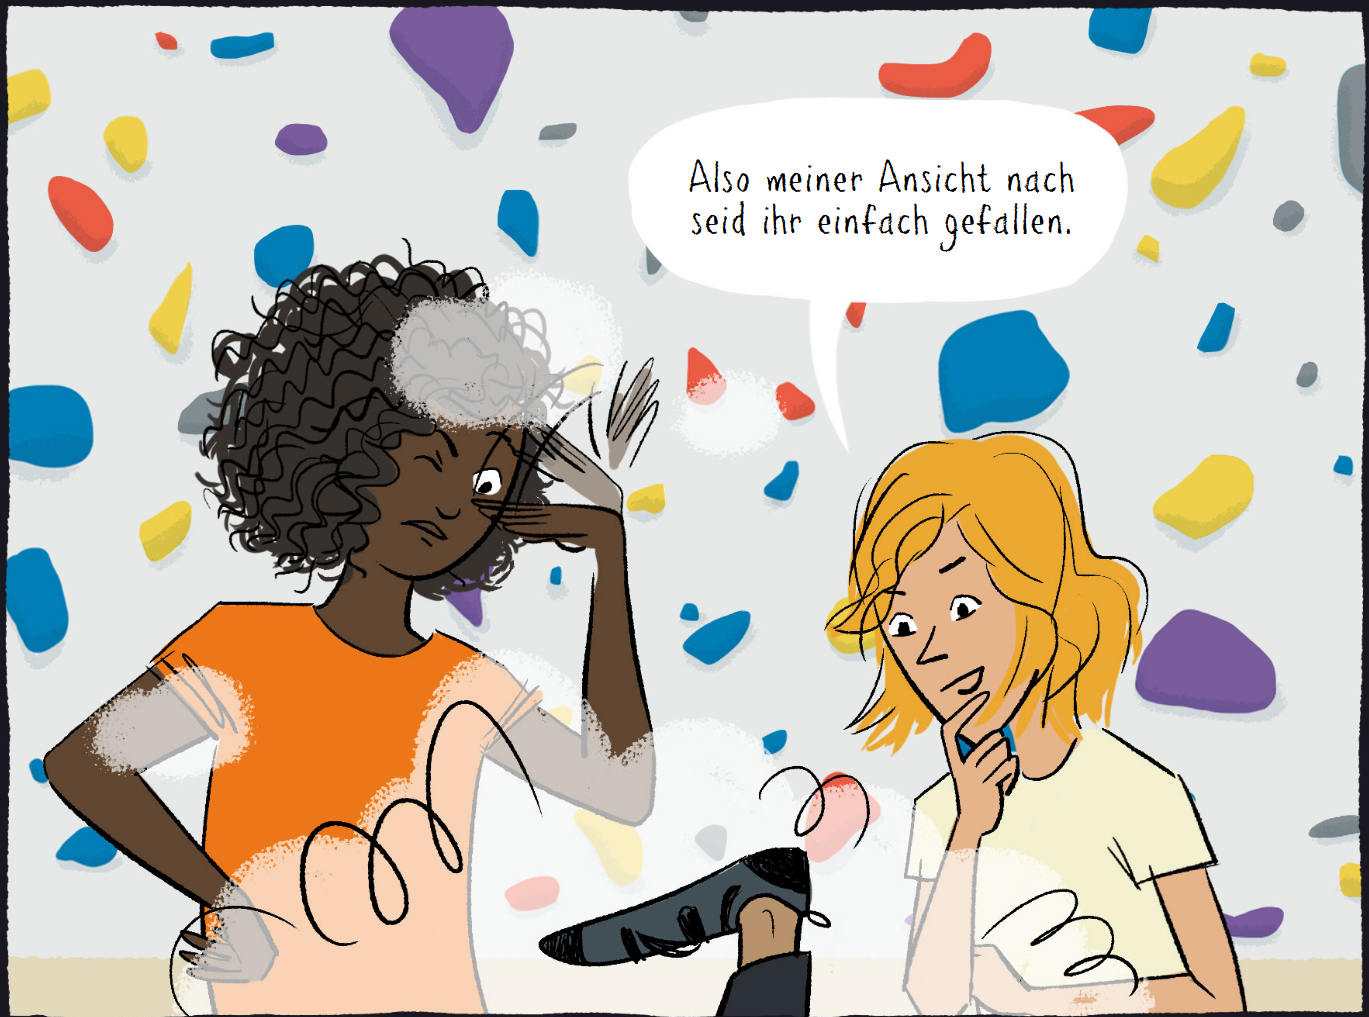 Also meiner Ansicht nach
seid ihr einfach gefallen.